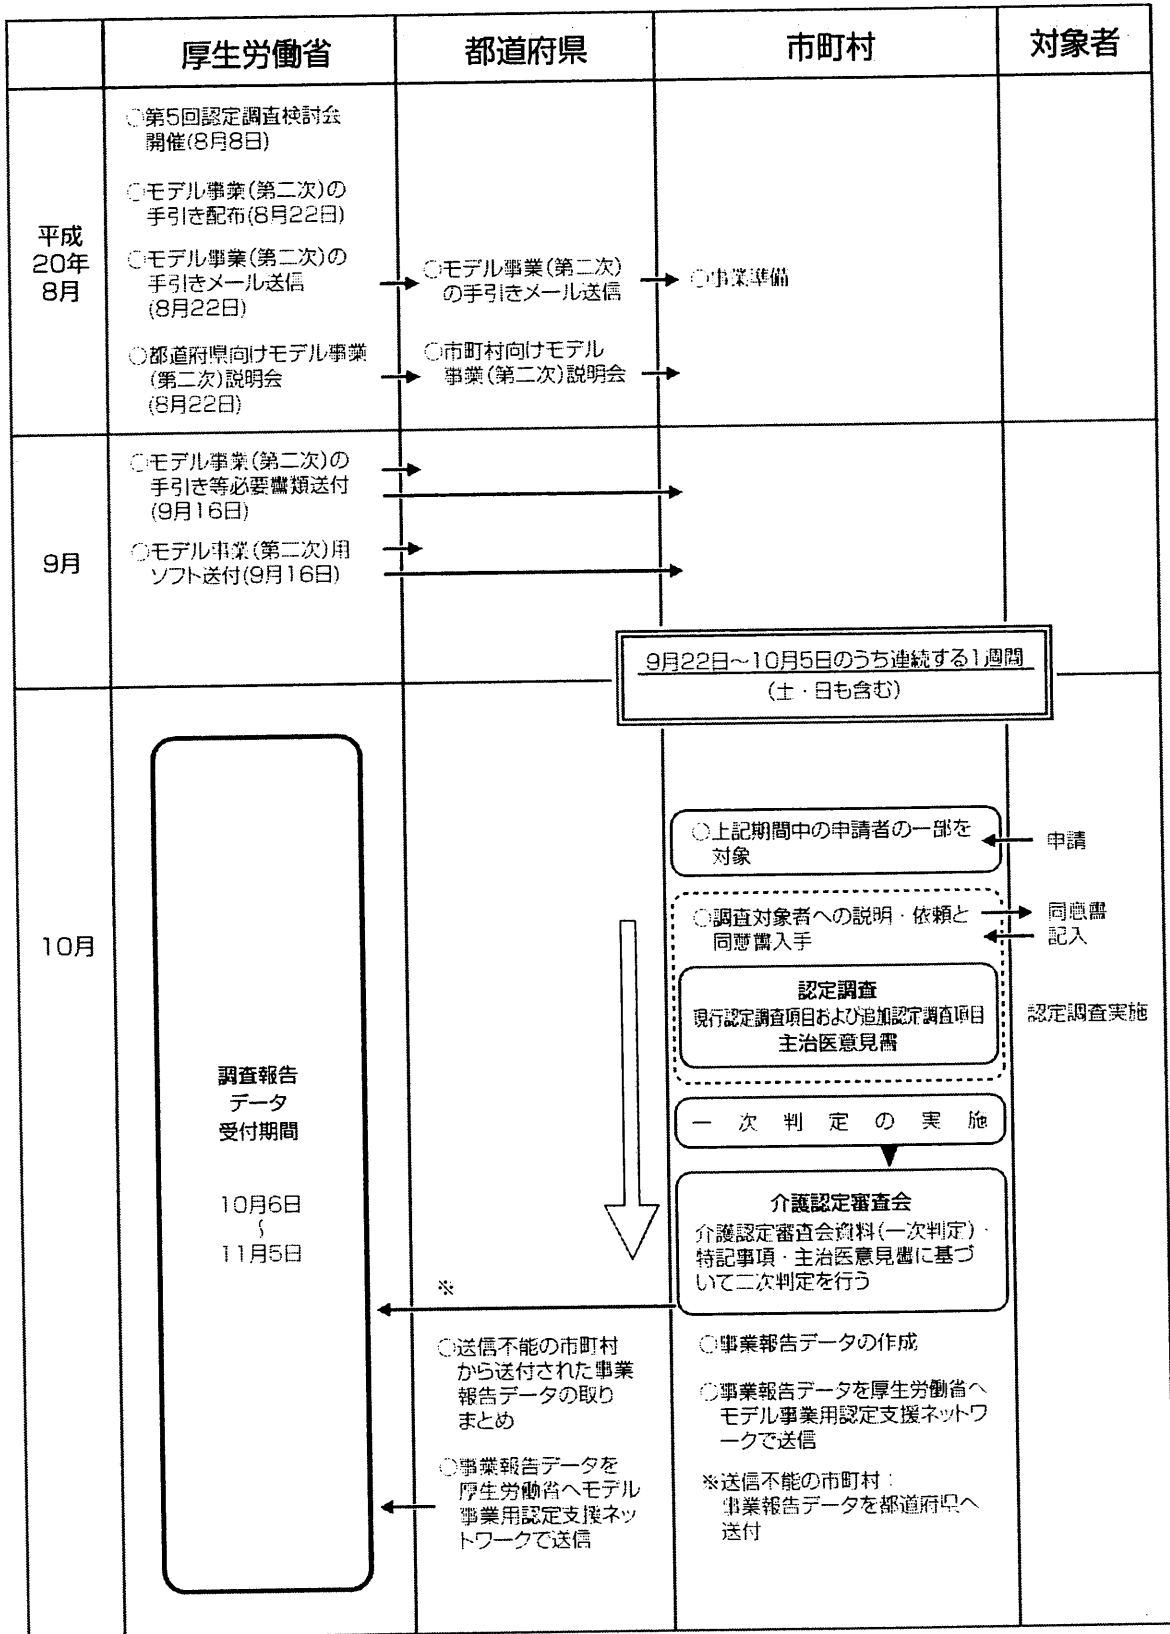 厚生労働省
都道府県
市町村
対象者
平成
20年
8月
○第5回認定調査検討会
開催(8月8日)
○モデル事業(第二次)の
手引き配布(8月22日)
○モデル事業(第二次)の
手引きメール送信
(8月22日)
○モデル事業(第二次)
の手引きメール送信
○事業準備
○都道府県向けモデル事業
(第二次)説明会
(8月22日)
○市町村向けモデル
事業(第二次)説明会
9月
○モデル事業(第二次)の
手引き等必要書類送付
(9月16日)
○モデル事業(第二次)用
ソフト送付(9月16日)
9月22日～10月5日のうち連続する1週間
(土・日も含む)
10月
調査報告
データ
受付期間
10月6日
〜
11月5日
○上記期間中の申請者の一部を
対象
申請
○調査対象者への説明・依頼と
同意書入手
同意書
記入
認定調査
現行認定調査項目および追加認定調査項目
主治医意見書
認定調査実施
一次判定の実施
介護認定審査会
介護認定審査会資料(一次判定)・
特記事項・主治医意見書に基づ
いて二次判定を行う
※
○送信不能の市町村
から送付された事業
報告データの取り
まとめ
○事業報告データを
厚生労働省へモデル
事業用認定支援ネッ
トワークで送信
○事業報告データの作成
○事業報告データを厚生労働省へ
モデル事業用認定支援ネットワ
ークで送信
※送信不能の市町村：
事業報告データを都道府県へ
送付